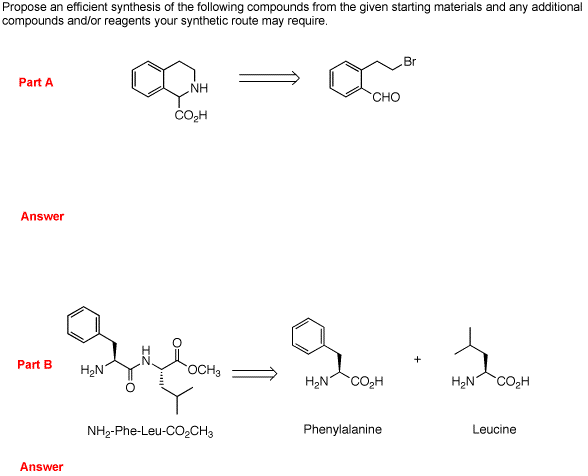 Propose an efficient synthesis of the following compounds from the given starting materials and any additional
compounds and/or reagents your synthetic route may require.
Part A
NH
CO₂H
Br
CHO
Answer
Part B
H₂N
O
H
N
O
OCH₃
NH₂-Phe-Leu-CO₂CH₃
H₂N
CO₂H
Phenylalanine
+
H₂N
CO₂H
Leucine
Answer